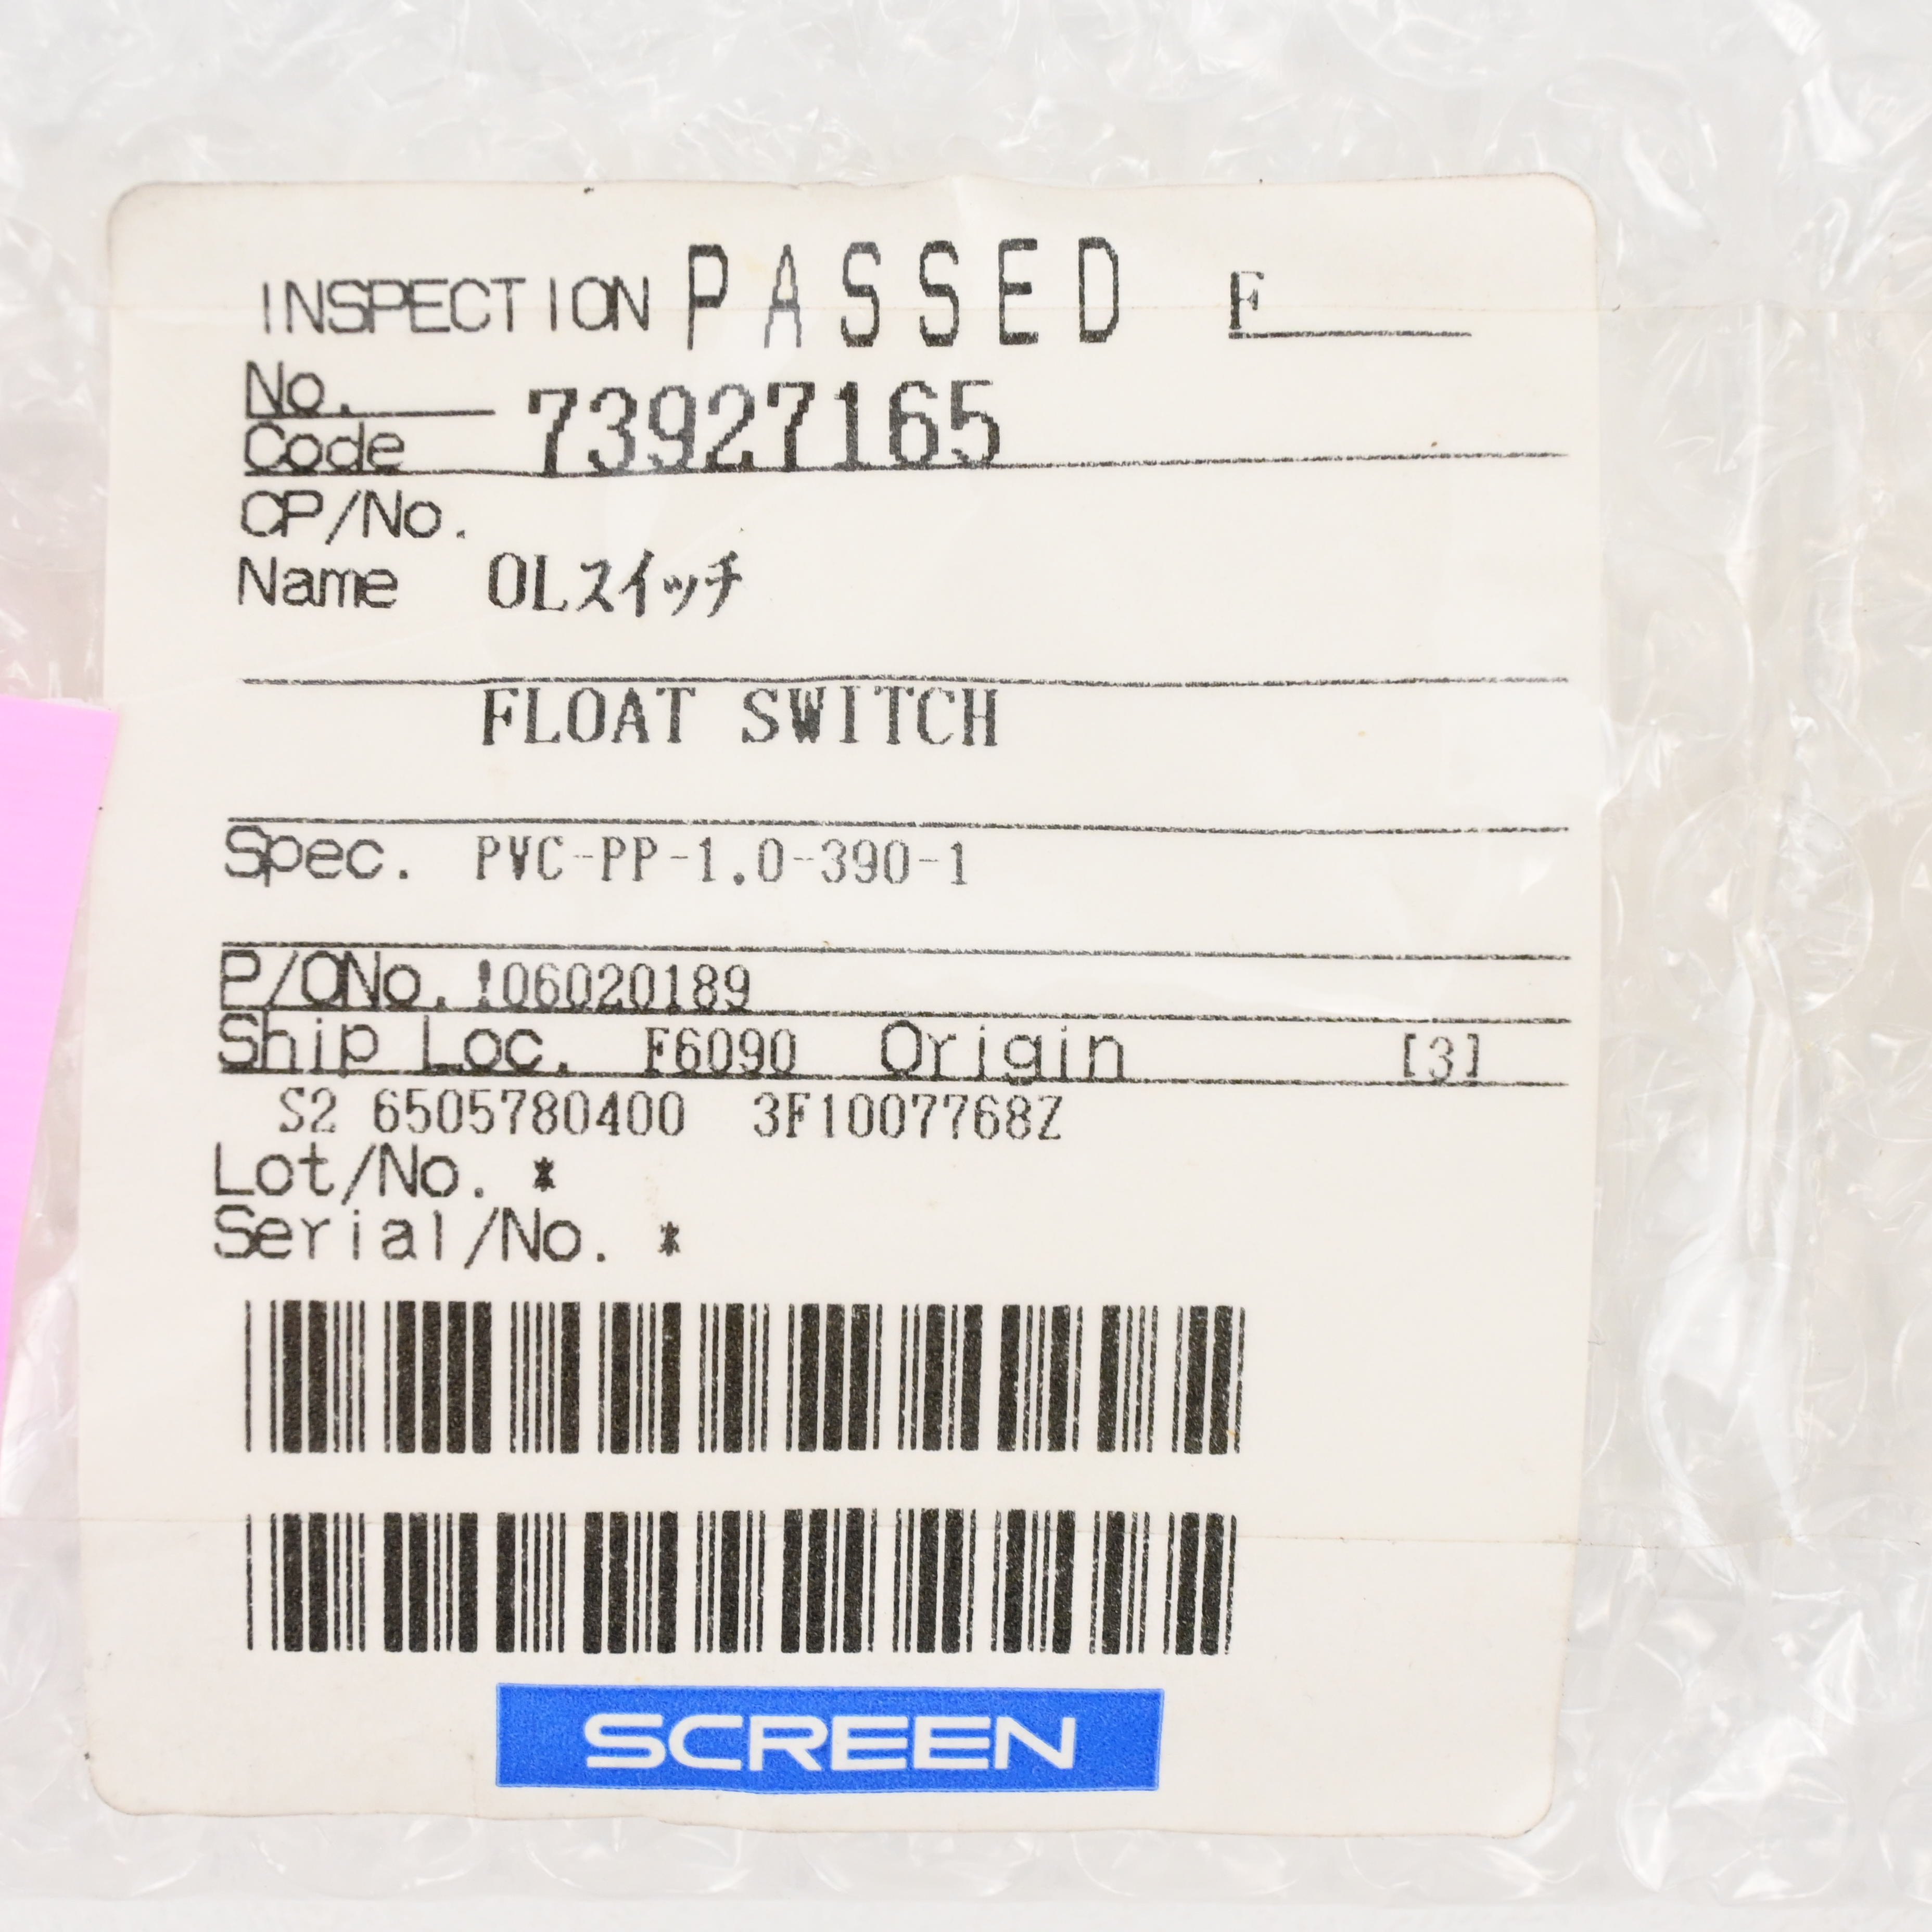 INSPECTION PASSED F
No.
Code 73927165
CP/No.
Name OLスイッチ
FLOAT SWITCH
Spec. PVC-PP-1.0-390-1
P/ONo. !06020189
Ship Loc. F6090 Origin [3]
S2 6505780400 3F1007768Z
Lot/No. *
Serial/No. *
SCREEN